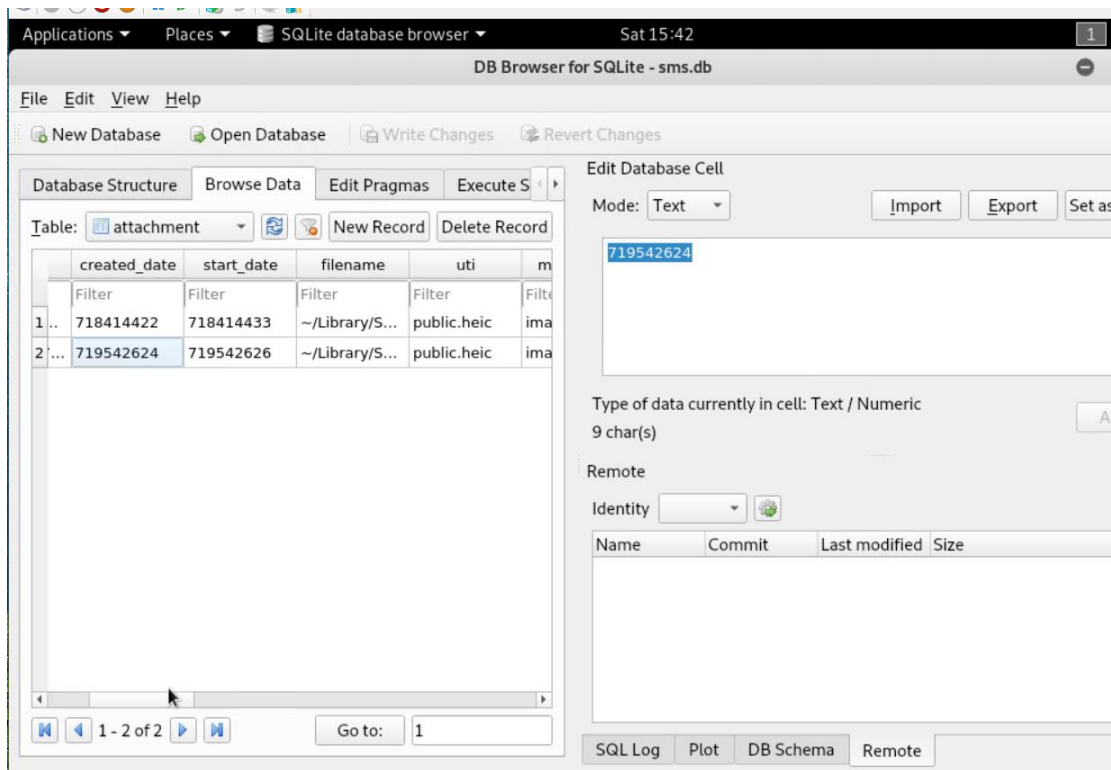 Applications Places SQLite database browser Sat 15:42 1
DB Browser for SQLite - sms.db
File Edit View Help
New Database Open Database Write Changes Revert Changes
Database Structure Browse Data Edit Pragmas Execute S
Table: attachment New Record Delete Record
created_date start_date filename uti m
Filter Filter Filter Filter Filte
1 .. 718414422 718414433 ~/Library/S... public.heic ima
2 '... 719542624 719542626 ~/Library/S... public.heic ima
1 - 2 of 2 Go to: 1
Edit Database Cell
Mode: Text Import Export Set as
719542624
Type of data currently in cell: Text / Numeric
9 char(s)
A
Remote
Identity
Name Commit Last modified Size
SQL Log Plot DB Schema Remote